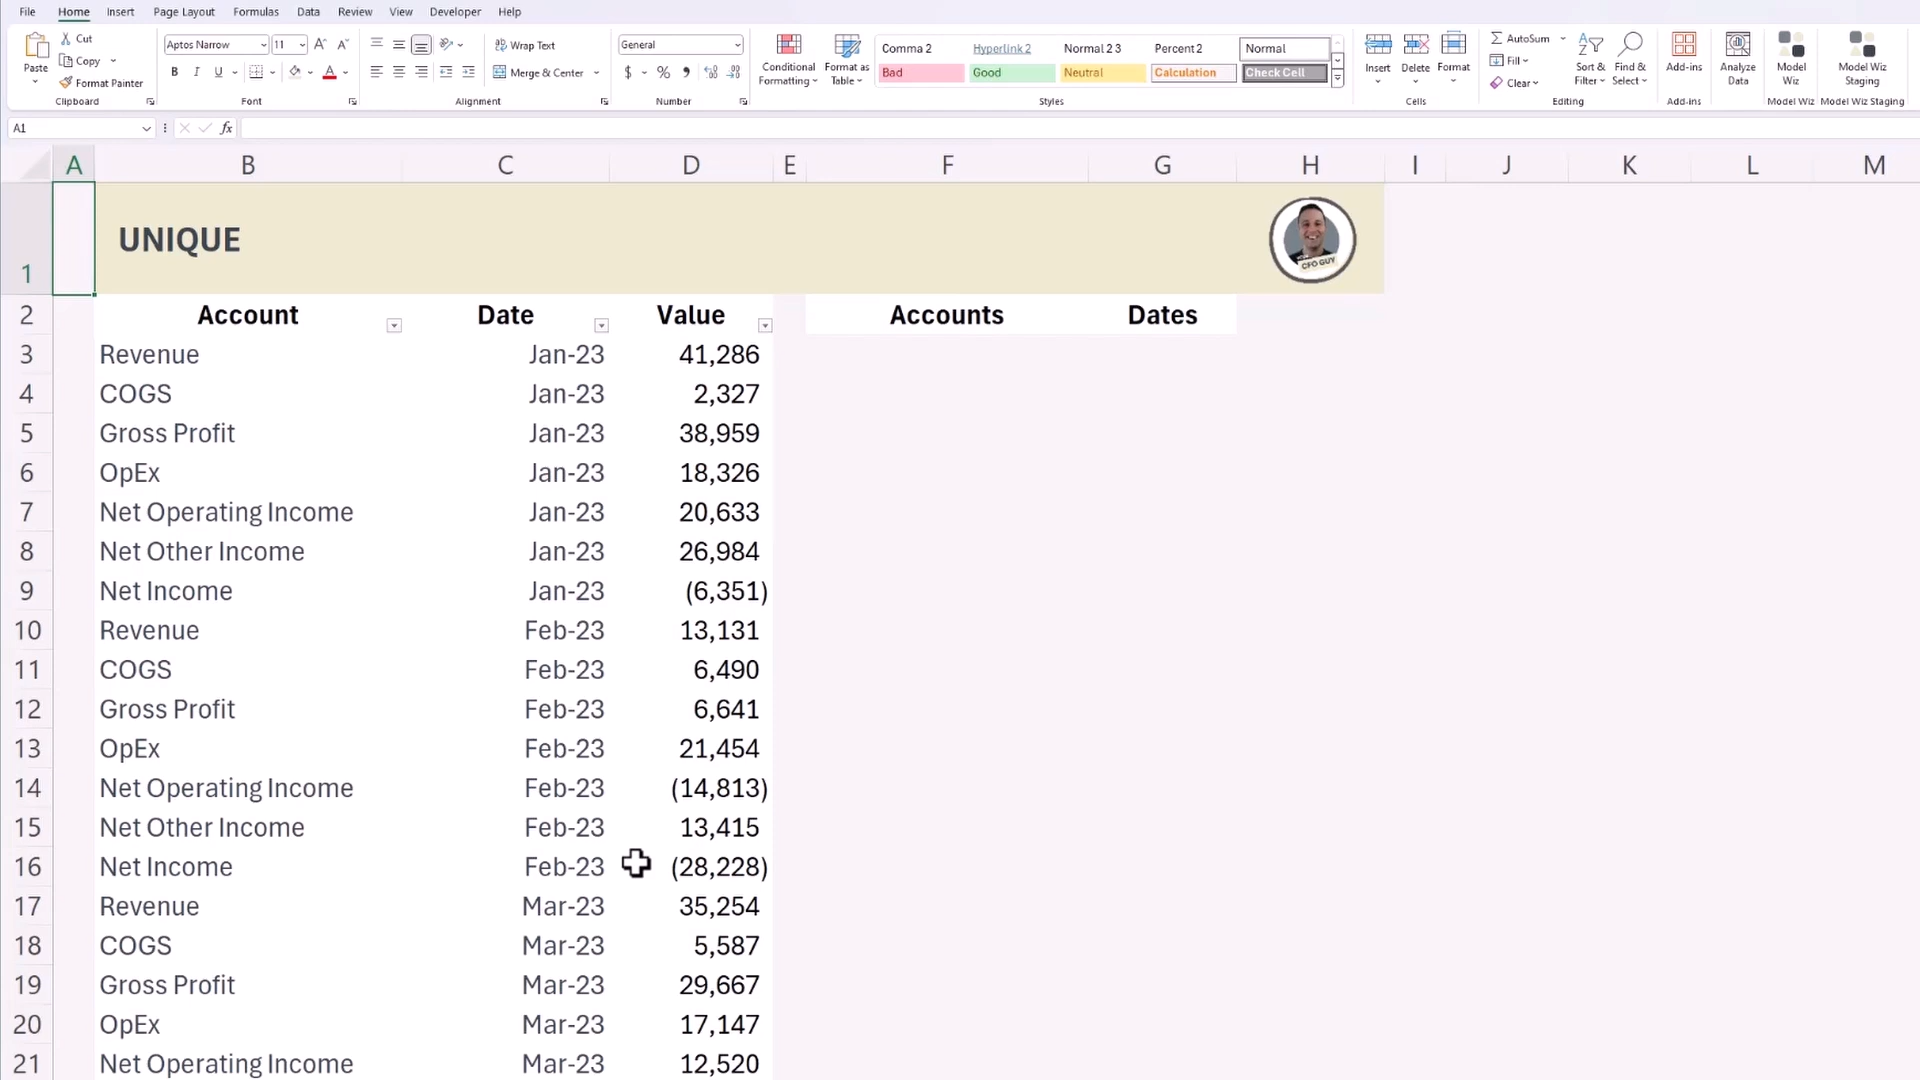 File Home Insert Page Layout Formulas Data Review View Developer Help
Paste Cut Copy Format Painter Clipboard
Aptos Narrow 11 B I U A Font
Wrap Text Merge & Center Alignment
General $ % Number
Conditional Formatting Format as Table
Comma 2 Hyperlink 2 Normal 2 3 Percent 2 Normal
Bad Good Neutral Calculation Check Cell
Styles
Insert Delete Format Cells
AutoSum Fill Clear Sort & Filter Find & Select Editing
Add-ins Add-ins
Analyze Data
Model Wiz Model Wiz
Model Wiz Staging Model Wiz Staging
A1 fx
A B C D E F G H I J K L M
1 UNIQUE CFO GUY
2 Account Date Value Accounts Dates
3 Revenue Jan-23 41,286
4 COGS Jan-23 2,327
5 Gross Profit Jan-23 38,959
6 OpEx Jan-23 18,326
7 Net Operating Income Jan-23 20,633
8 Net Other Income Jan-23 26,984
9 Net Income Jan-23 (6,351)
10 Revenue Feb-23 13,131
11 COGS Feb-23 6,490
12 Gross Profit Feb-23 6,641
13 OpEx Feb-23 21,454
14 Net Operating Income Feb-23 (14,813)
15 Net Other Income Feb-23 13,415
16 Net Income Feb-23 (28,228)
17 Revenue Mar-23 35,254
18 COGS Mar-23 5,587
19 Gross Profit Mar-23 29,667
20 OpEx Mar-23 17,147
21 Net Operating Income Mar-23 12,520